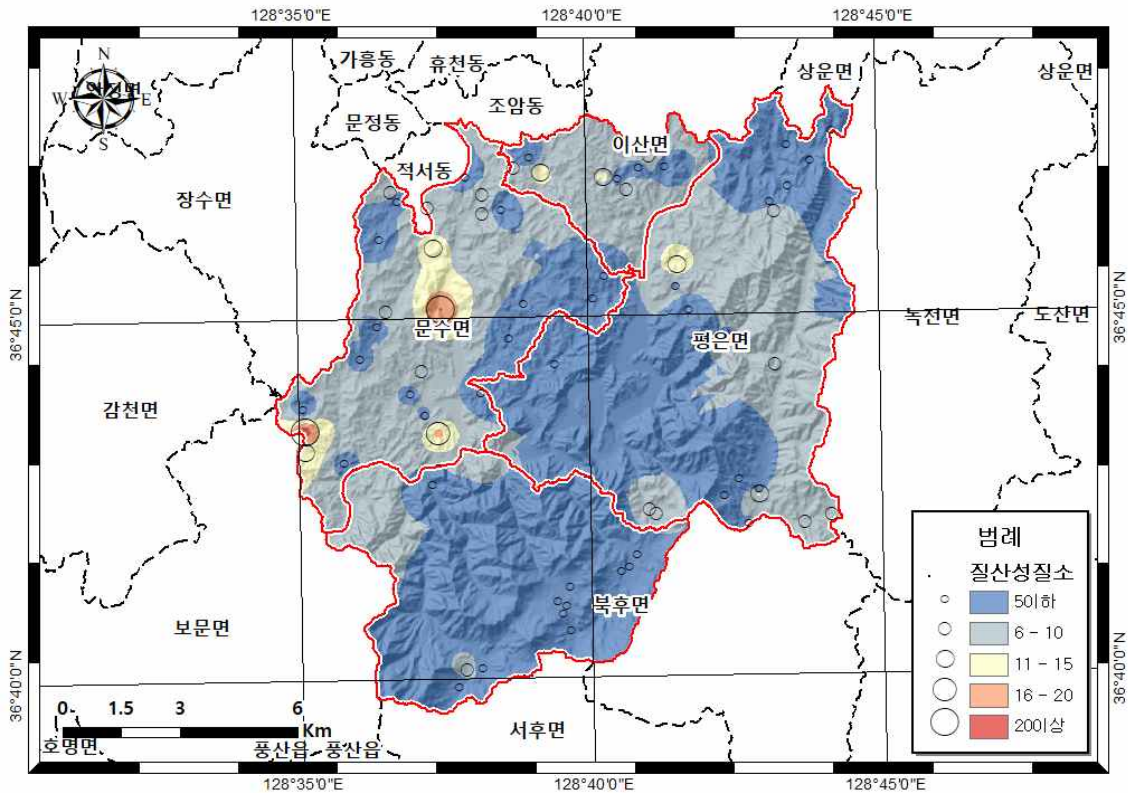 128°35'0"E 128°40'0"E 128°45'0"E
가흥동 휴천동 상운면 상운면
N
W E
S
문정동 조암동
이산면
적서동
장수면
36°45'0"N 36°45'0"N
문수면 평은면 녹전면 도산면
감천면
범례
질산성질소
5이하
6 - 10
11 - 15
16 - 20
20이상
북후면
보문면
36°40'0"N 36°40'0"N
0 1.5 3 6
Km
서후면
호명면 풍산읍 풍산읍
128°35'0"E 128°40'0"E 128°45'0"E